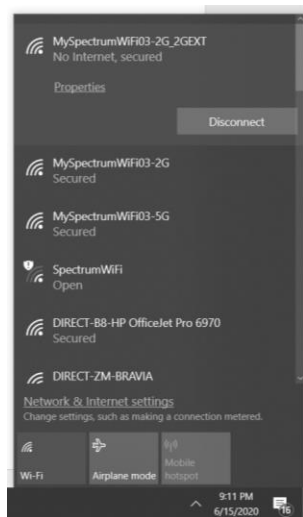 MySpectrumWiFi03-2G_2GEXT
No Internet, secured
Properties
Disconnect
MySpectrumWiFi03-2G
Secured
MySpectrumWiFi03-5G
Secured
SpectrumWiFi
Open
DIRECT-B8-HP OfficeJet Pro 6970
Secured
DIRECT-ZM-BRAVIA
Network & Internet settings
Change settings, such as making a connection metered.
Wi-Fi
Airplane mode
Mobile
hotspot
9:11 PM
6/15/2020
16